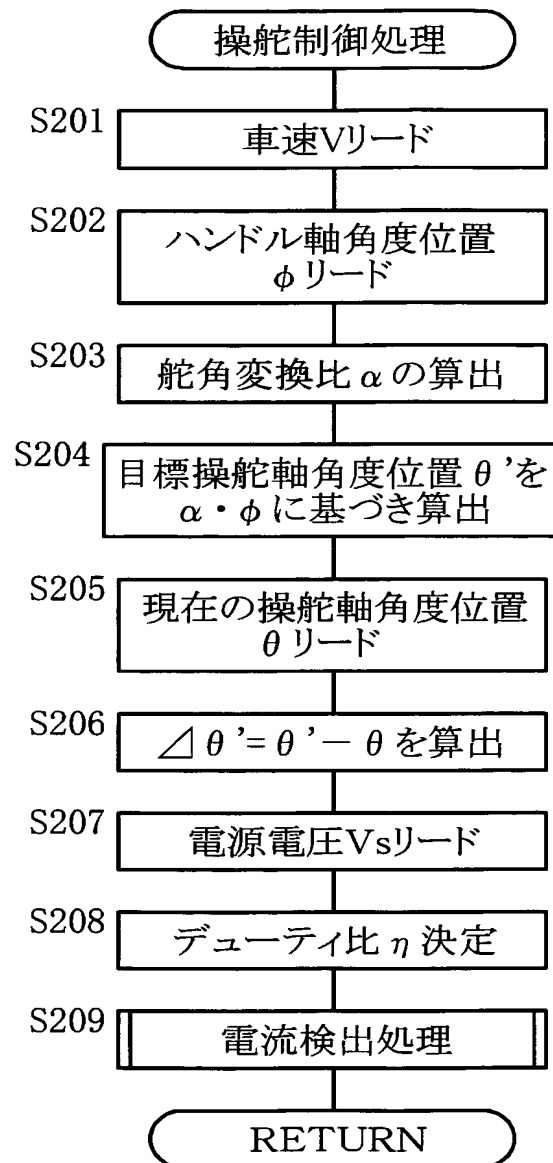 操舵制御処理
S201
車速Vリード
S202
ハンドル軸角度位置
φリード
S203
舵角変換比αの算出
S204
目標操舵軸角度位置θ'を
α・φに基づき算出
S205
現在の操舵軸角度位置
θリード
S206
⊿θ'=θ'－θを算出
S207
電源電圧Vsリード
S208
デューティ比η決定
S209
電流検出処理
RETURN